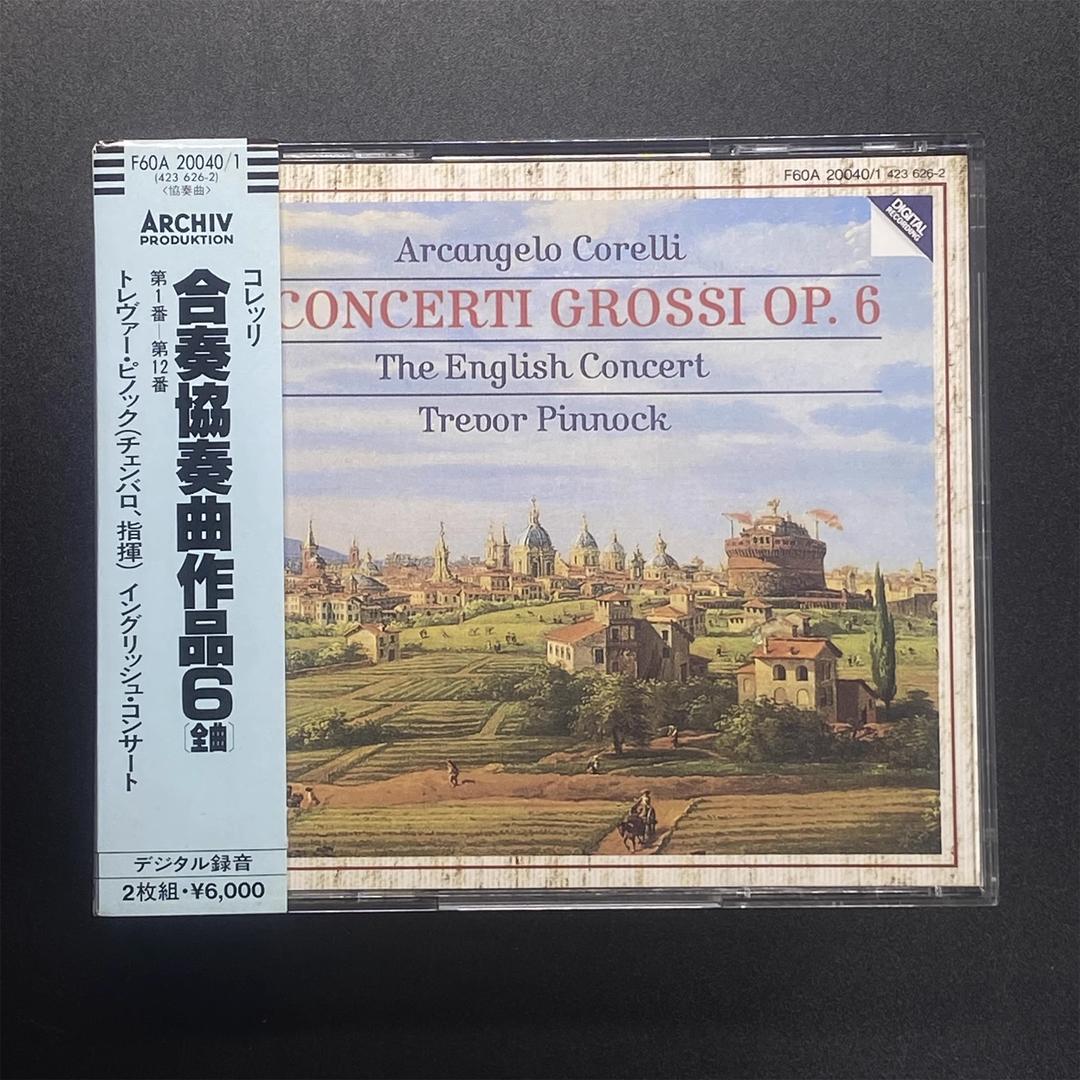 F60A 20040/1
(423 626-2)
〈協奏曲〉
ARCHIV
PRODUKTION
コレッリ
合奏協奏曲作品6
〔全曲〕
第1番—第12番
トレヴァー・ピノック(チェンバロ、指揮) イングリッシュ・コンサート
デジタル録音
2枚組・¥6,000
F60A 20040/1 423 626-2
DIGITAL
RECORDING
Arcangelo Corelli
CONCERTI GROSSI OP. 6
The English Concert
Trevor Pinnock